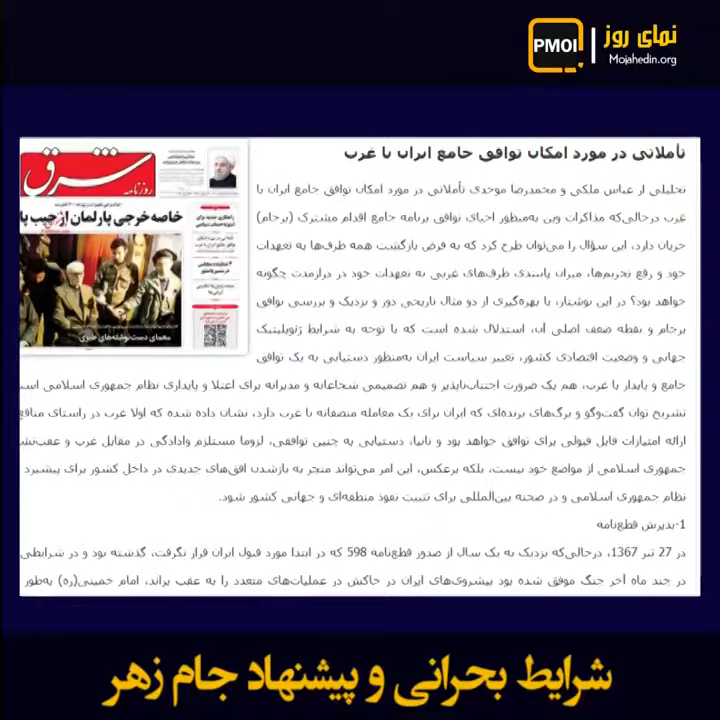 نمای روز
PMOI
Mojahedin.org
شرق
روزنامه
خاصه خرجی پارلمان از جیب
معمای دست‌نوشته‌های طبری
تأملاتی در مورد امکان توافق جامع ایران با غرب
تحلیلی از عباس ملکی و محمدرضا موحدی تأملاتی در مورد امکان توافق جامع ایران با
غرب درحالی‌که مذاکرات وین به‌منظور احیای توافق برنامه جامع اقدام مشترک (برجام)
جریان دارد، این سؤال را می‌توان طرح کرد که به فرض بازگشت همه طرف‌ها به تعهدات
خود و رفع تحریم‌ها، میزان پایبندی طرف‌های غربی به تعهدات خود در درازمدت چگونه
خواهد بود؟ در این نوشتار، با بهره‌گیری از دو مثال تاریخی دور و نزدیک و بررسی توافق
برجام و نقطه ضعف اصلی آن، استدلال شده است که با توجه به شرایط ژئوپلیتیک
جهانی و وضعیت اقتصادی کشور، تغییر سیاست ایران به‌منظور دستیابی به یک توافق
جامع و پایدار با غرب، هم یک ضرورت اجتناب‌ناپذیر و هم تصمیمی شجاعانه و مدبرانه برای اعتلا و پایداری نظام جمهوری اسلامی است
تشریح توان گفت‌وگو و برگ‌های برنده‌ای که ایران برای یک معامله منصفانه با غرب دارد، نشان داده شده که اولا غرب در راستای منافع
ارائه امتیازات قابل قبولی برای توافق خواهد بود و ثانیا، دستیابی به چنین توافقی، لزوما مستلزم وادادگی در مقابل غرب و عقب‌نشی
جمهوری اسلامی از مواضع خود نیست، بلکه برعکس، این امر می‌تواند منجر به بازشدن افق‌های جدیدی در داخل کشور برای پیشبرد
نظام جمهوری اسلامی و در صحنه بین‌المللی برای تثبیت نفوذ منطقه‌ای و جهانی کشور شود.
1-پذیرش قطع‌نامه
در 27 تیر 1367، درحالی‌که نزدیک به یک سال از صدور قطع‌نامه 598 که در ابتدا مورد قبول ایران قرار نگرفت، گذشته بود و در شرایطی
در چند ماه آخر جنگ موفق شده بود پیشروی‌های ایران در خاکش در عملیات‌های متعدد را به عقب براند، امام خمینی(ره) به‌طور
شرایط بحرانی و پیشنهاد جام زهر